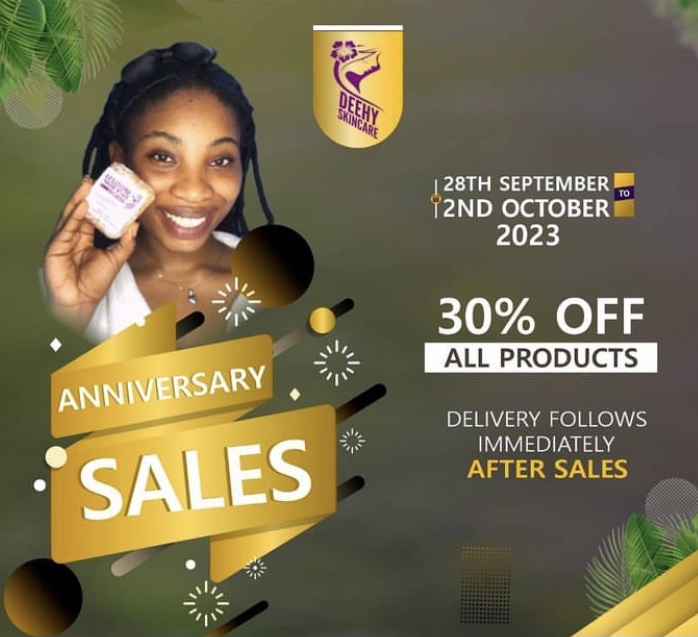 DEEHY
SKINCARE
28TH SEPTEMBER TO
2ND OCTOBER
2023
30% OFF
ALL PRODUCTS
DELIVERY FOLLOWS
IMMEDIATELY
AFTER SALES
ANNIVERSARY
SALES